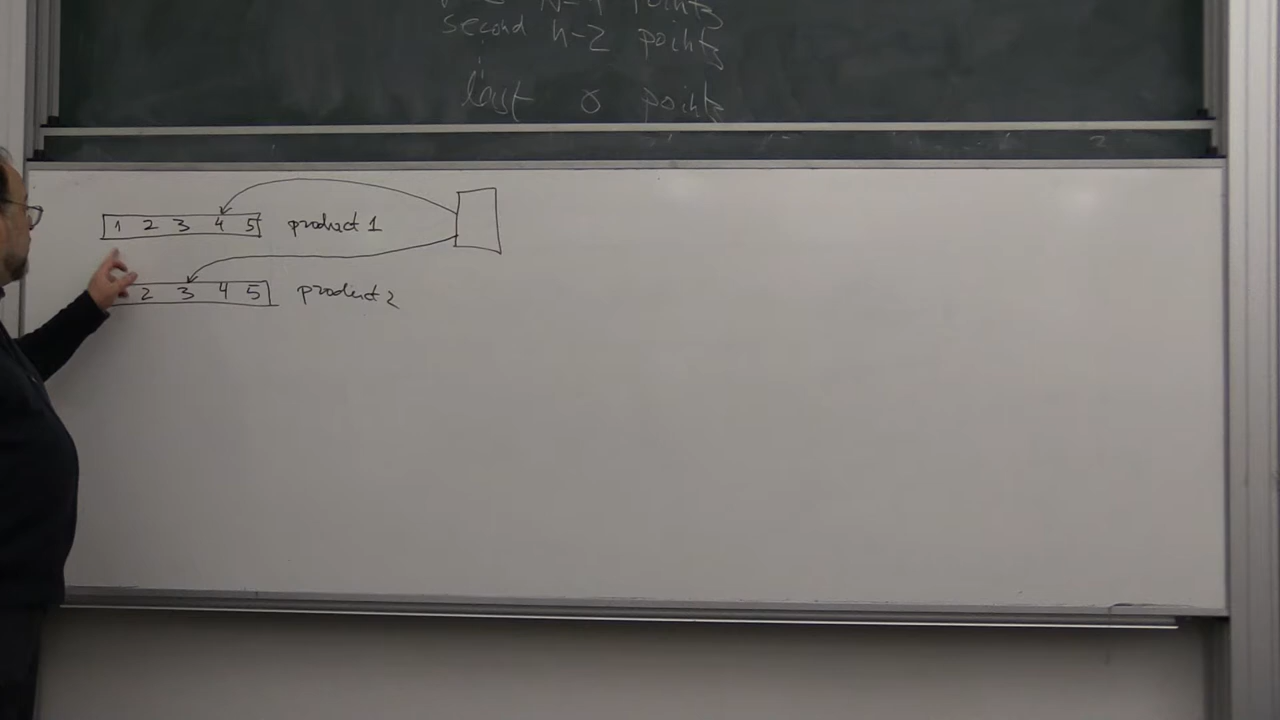 points
second n-2 points
last 0 points
1 2 3 4 5 product 1
2 3 4 5 product 2